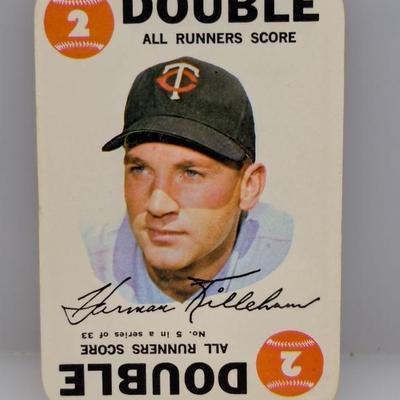 2 DOUBLE
ALL RUNNERS SCORE
TC
Harmon Killebrew
No. 5 in a series of 33
ALL RUNNERS SCORE
DOUBLE 2